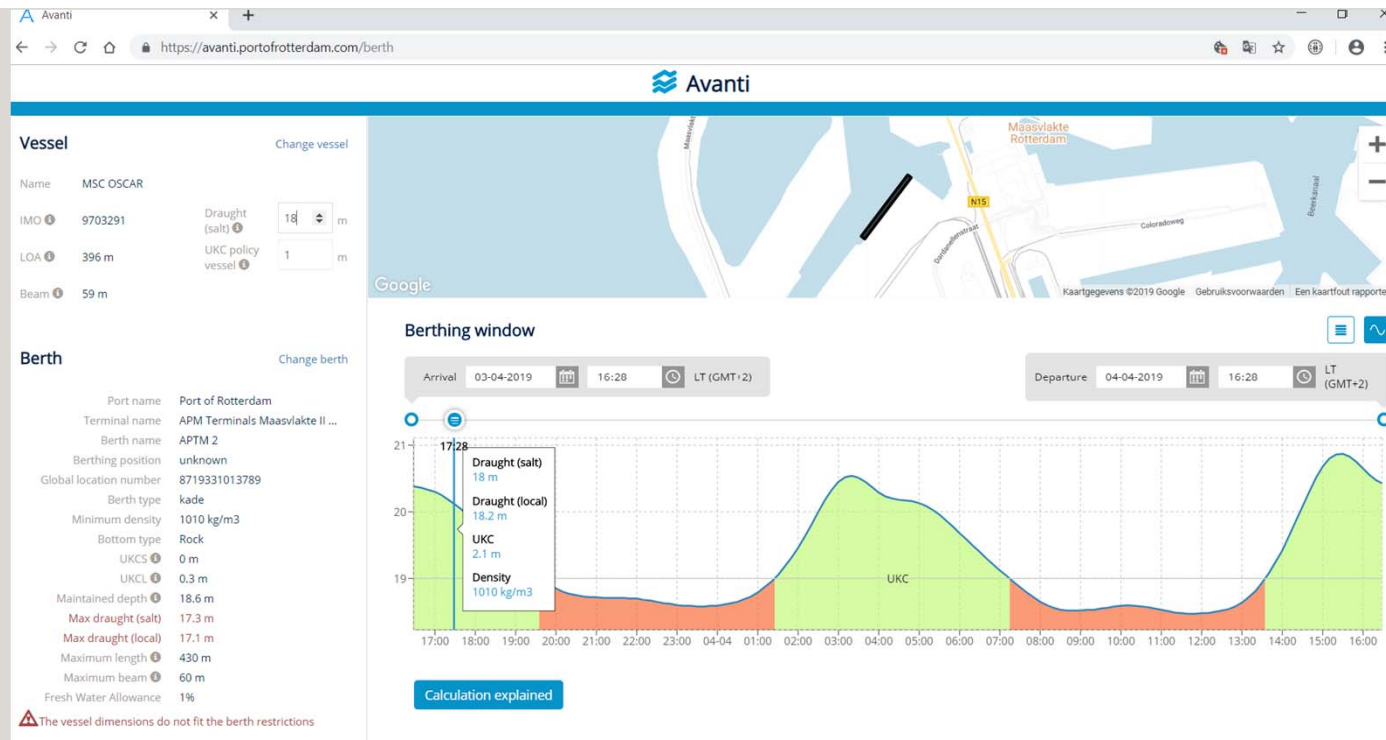 Avanti
https://avanti.portofrotterdam.com/berth
Avanti
Vessel
Change vessel
Name MSC OSCAR
IMO 9703291
Draught (salt) 18 m
LOA 396 m
UKC policy vessel 1 m
Beam 59 m
Berth
Change berth
Port name Port of Rotterdam
Terminal name APM Terminals Maasvlakte II ...
Berth name APTM 2
Berthing position unknown
Global location number 8719331013789
Berth type kade
Minimum density 1010 kg/m3
Bottom type Rock
UKCS 0 m
UKCL 0.3 m
Maintained depth 18.6 m
Max draught (salt) 17.3 m
Max draught (local) 17.1 m
Maximum length 430 m
Maximum beam 60 m
Fresh Water Allowance 1%
The vessel dimensions do not fit the berth restrictions
Maasvlakte
Rotterdam
N15
Coloradoweg
Dardanellenstraat
Beerkanaal
Google
Kaartgegevens ©2019 Google Gebruiksvoorwaarden Een kaartfout rapporte
Berthing window
Arrival 03-04-2019 16:28 LT (GMT+2)
Departure 04-04-2019 16:28 LT (GMT+2)
17:28
Draught (salt)
18 m
Draught (local)
18.2 m
UKC
2.1 m
Density
1010 kg/m3
21
20
19
UKC
17:00 18:00 19:00 20:00 21:00 22:00 23:00 04-04 01:00 02:00 03:00 04:00 05:00 06:00 07:00 08:00 09:00 10:00 11:00 12:00 13:00 14:00 15:00 16:00
Calculation explained